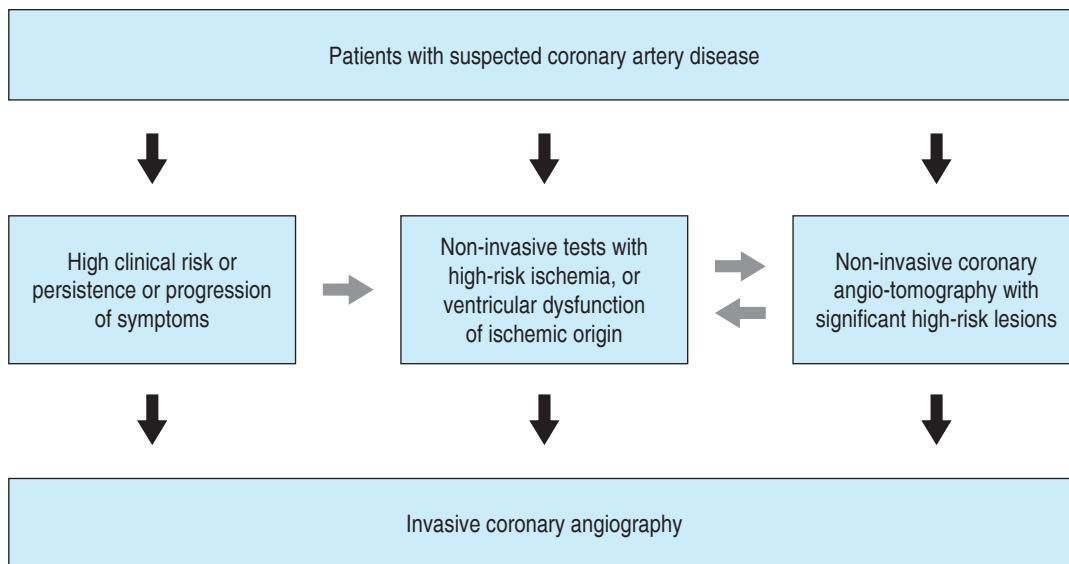 Patients with suspected coronary artery disease
High clinical risk or
persistence or progression
of symptoms
Non-invasive tests with
high-risk ischemia, or
ventricular dysfunction
of ischemic origin
Non-invasive coronary
angio-tomography with
significant high-risk lesions
Invasive coronary angiography